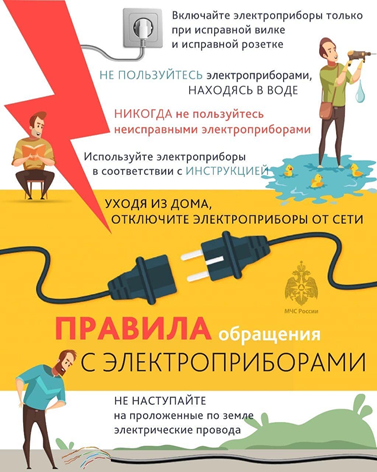 Включайте электроприборы только
при исправной вилке
и исправной розетке
НЕ ПОЛЬЗУЙТЕСЬ электроприборами,
НАХОДЯСЬ В ВОДЕ
НИКОГДА не пользуйтесь
неисправными электроприборами
Используйте электроприборы
в соответствии с ИНСТРУКЦИЕЙ
УХОДЯ ИЗ ДОМА,
ОТКЛЮЧИТЕ ЭЛЕКТРОПРИБОРЫ ОТ СЕТИ
МЧС России
ПРАВИЛА обращения
С ЭЛЕКТРОПРИБОРАМИ
НЕ НАСТУПАЙТЕ
на проложенные по земле
электрические провода